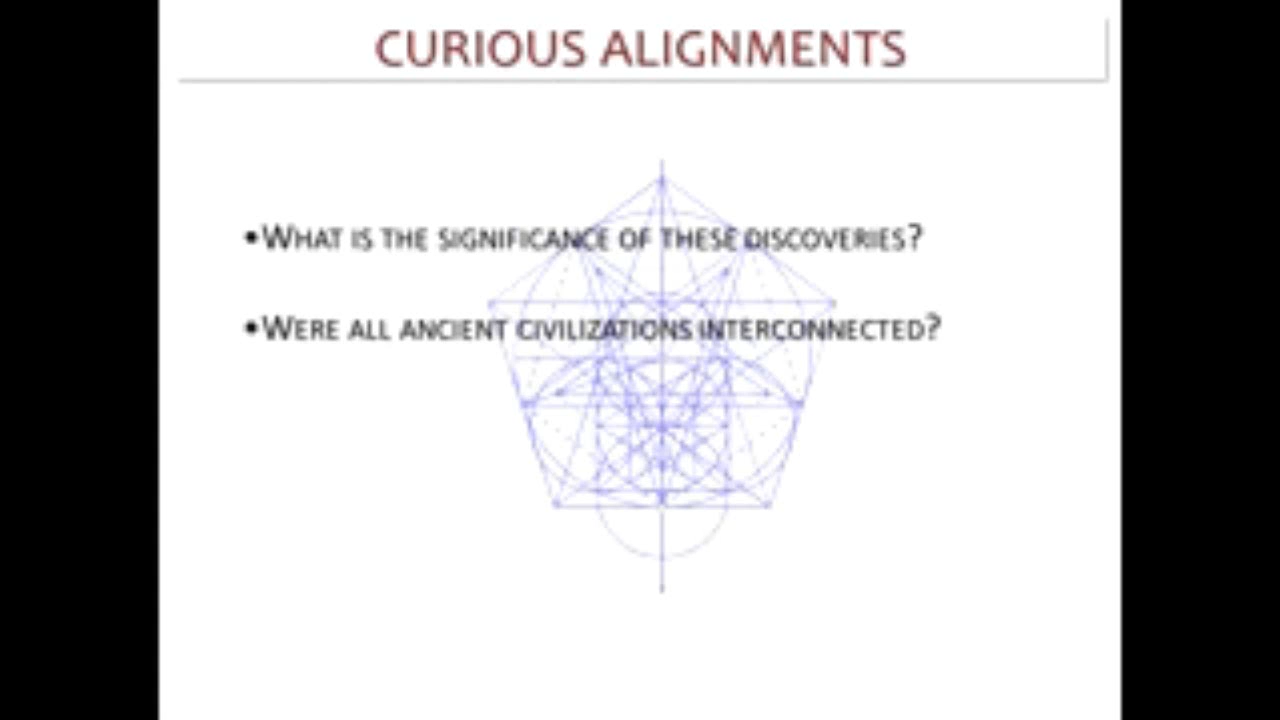 CURIOUS ALIGNMENTS
•WHAT IS THE SIGNIFICANCE OF THESE DISCOVERIES?
•WERE ALL ANCIENT CIVILIZATIONS INTERCONNECTED?